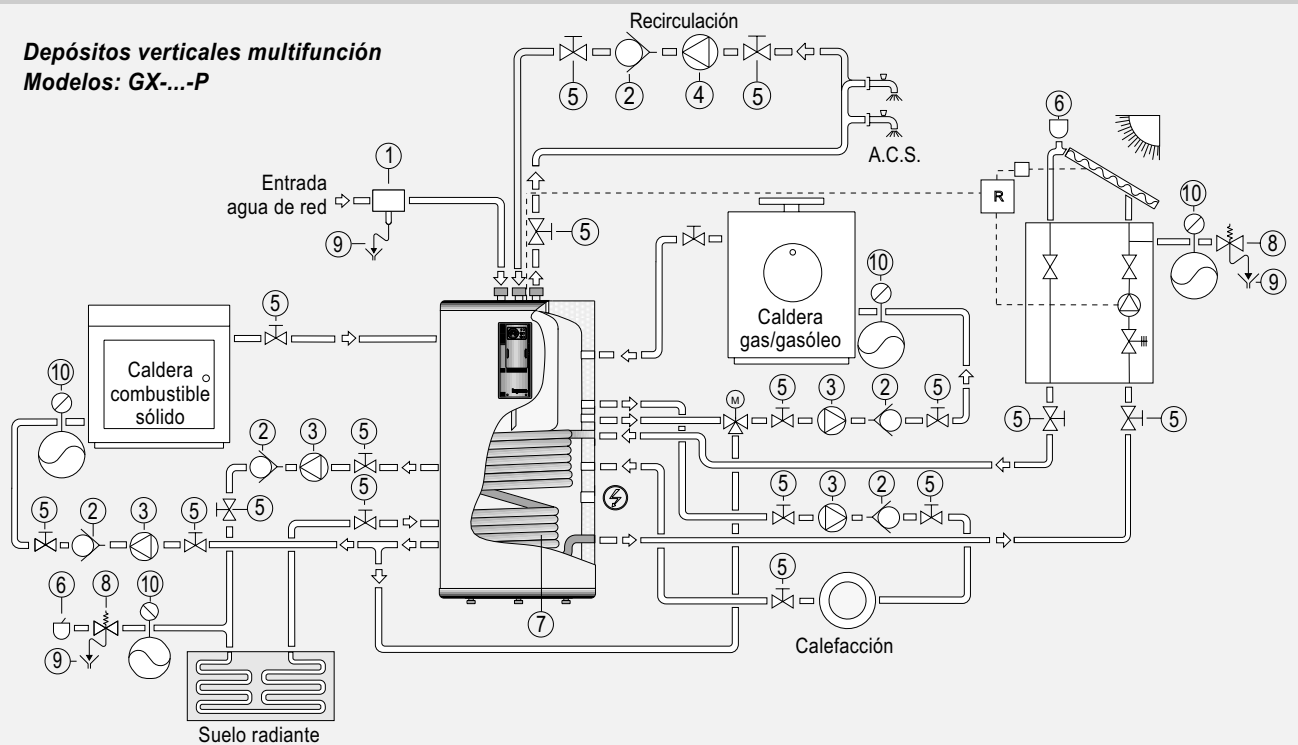 Depósitos verticales multifunción
Modelos: GX-...-P
Recirculación
5
2
4
5
A.C.S.
6
1
Entrada
agua de red
9
5
R
10
8
9
10
Caldera
gas/gasóleo
5
Caldera
combustible
sólido
10
5
5
M
5
3
2
5
2
3
5
5
5
5
2
3
5
5
3
2
5
6
8
10
9
7
5
Calefacción
Suelo radiante